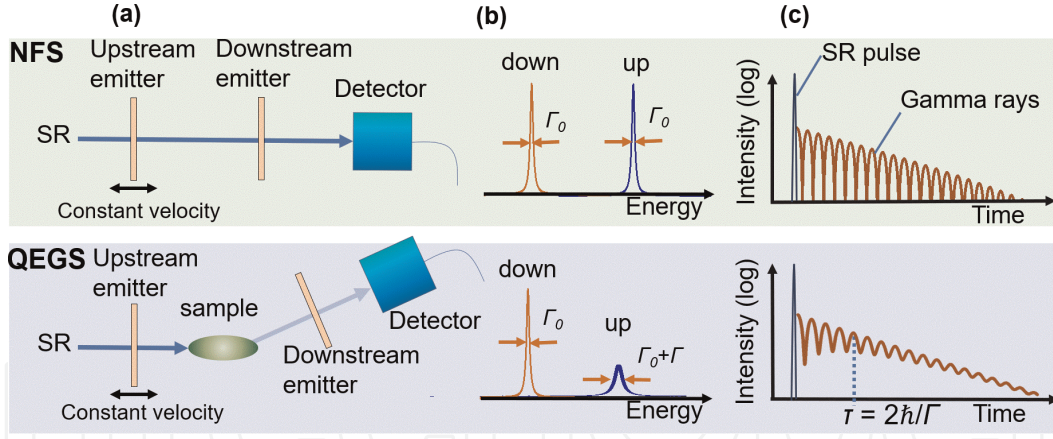 (a)
(b)
(c)
NFS
Upstream
emitter
Downstream
emitter
Detector
SR
Constant velocity
down
up
Γ₀
Γ₀
Energy
Intensity (log)
SR pulse
Gamma rays
Time
QEGS
Upstream
emitter
sample
SR
Detector
Downstream
emitter
Constant velocity
down
up
Γ₀
Γ₀+Γ
Energy
Intensity (log)
τ = 2ħ/Γ
Time